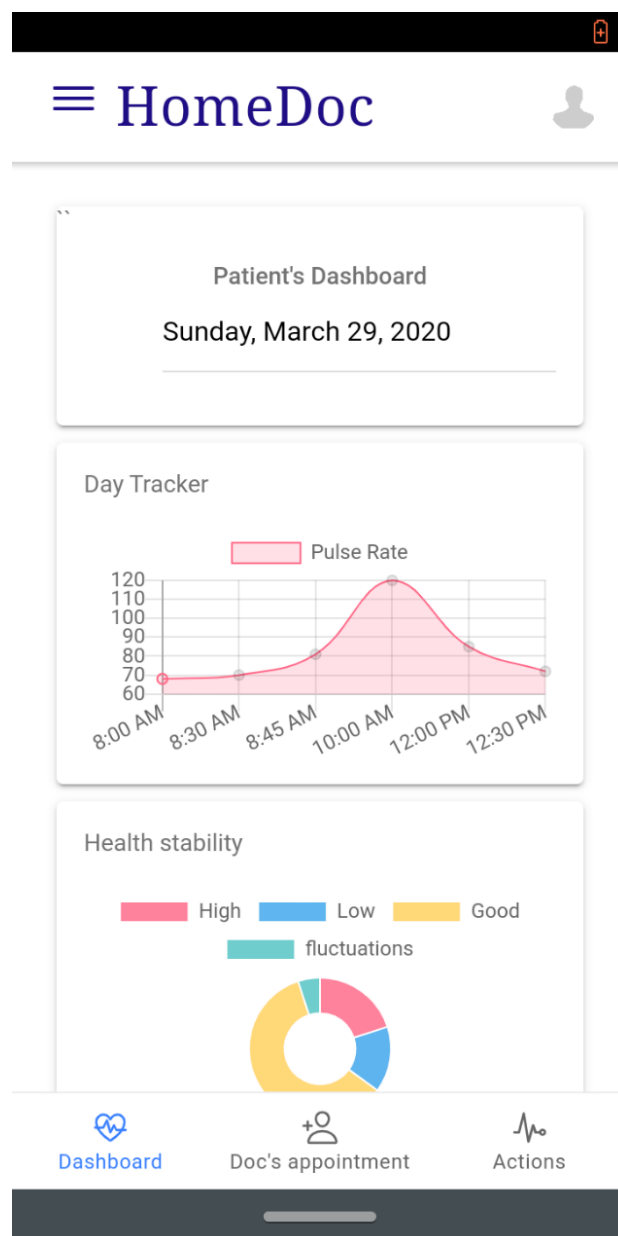 HomeDoc
``
Patient's Dashboard
Sunday, March 29, 2020
Day Tracker
Pulse Rate
120
110
100
90
80
70
60
8:00 AM
8:30 AM
8:45 AM
10:00 AM
12:00 PM
12:30 PM
Health stability
High Low Good
fluctuations
Dashboard Doc's appointment Actions